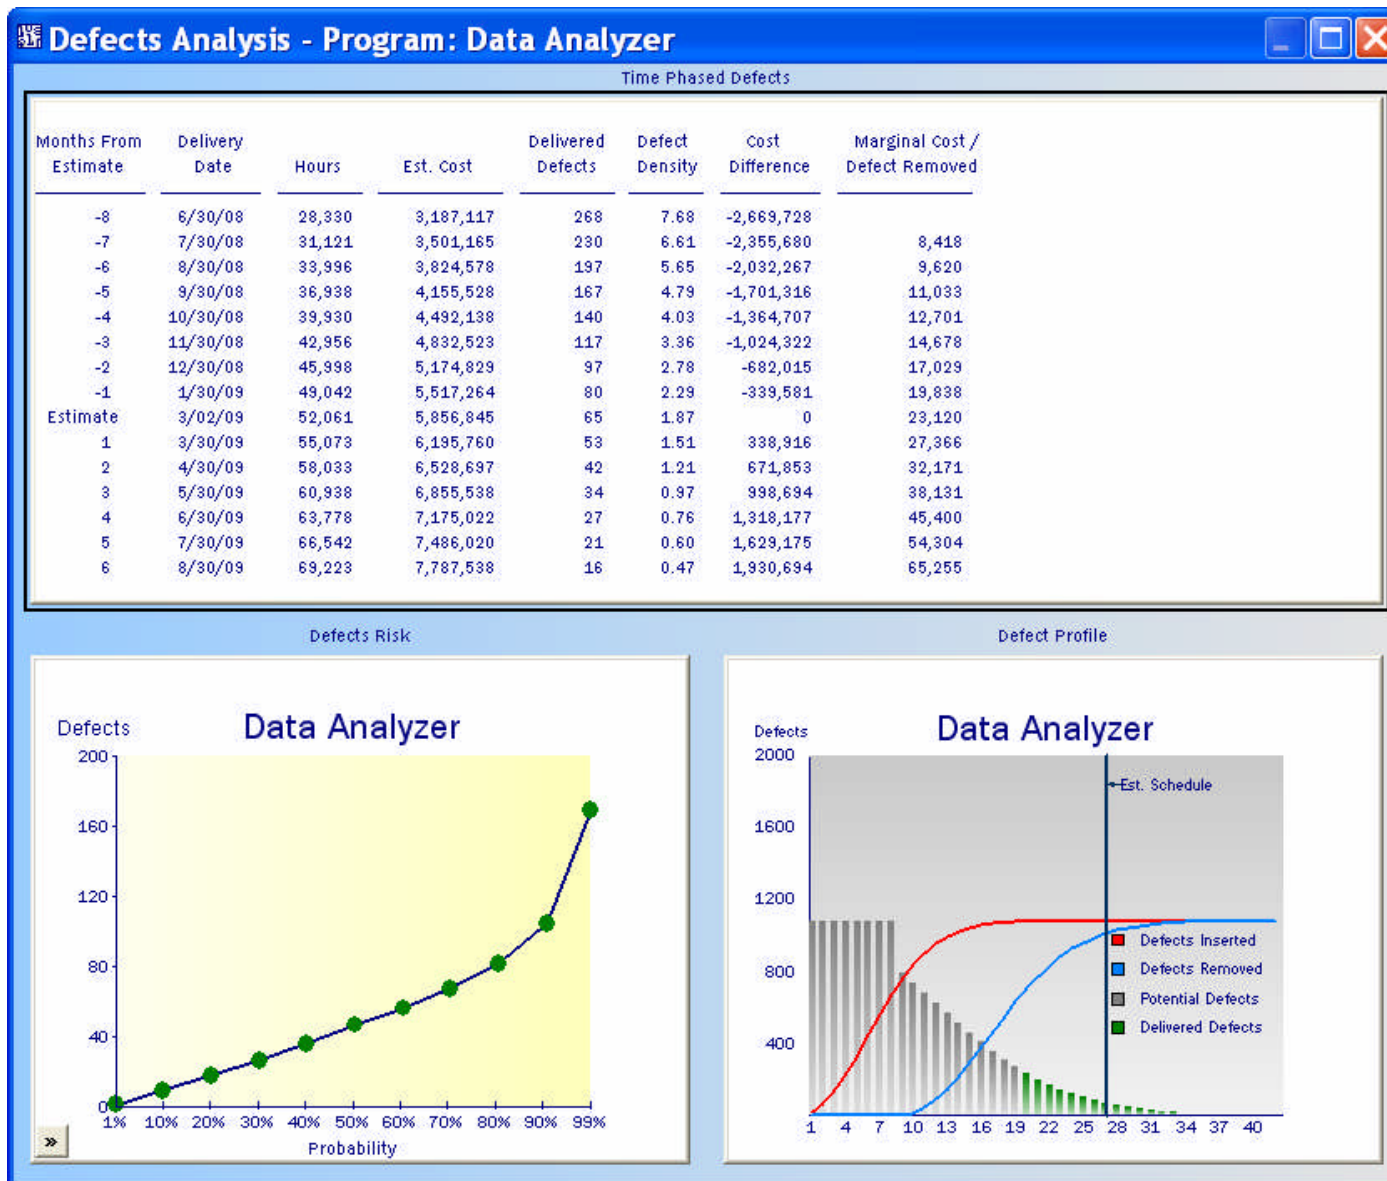 Defects Analysis - Program: Data Analyzer
Time Phased Defects
Months From Delivery Delivered Defect Cost Marginal Cost /
Estimate Date Hours Est. Cost Defects Density Difference Defect Removed
-8 6/30/08 28,330 3,187,117 268 7.68 -2,669,728
-7 7/30/08 31,121 3,501,165 230 6.61 -2,355,680 8,418
-6 8/30/08 33,996 3,824,578 197 5.65 -2,032,267 9,620
-5 9/30/08 36,938 4,155,528 167 4.79 -1,701,316 11,033
-4 10/30/08 39,930 4,492,138 140 4.03 -1,364,707 12,701
-3 11/30/08 42,956 4,832,523 117 3.36 -1,024,322 14,678
-2 12/30/08 45,998 5,174,829 97 2.78 -682,015 17,029
-1 1/30/09 49,042 5,517,264 80 2.29 -339,581 19,838
Estimate 3/02/09 52,061 5,856,845 65 1.87 0 23,120
1 3/30/09 55,073 6,195,760 53 1.51 338,916 27,366
2 4/30/09 58,033 6,528,697 42 1.21 671,853 32,171
3 5/30/09 60,938 6,855,538 34 0.97 998,694 38,131
4 6/30/09 63,778 7,175,022 27 0.76 1,318,177 45,400
5 7/30/09 66,542 7,486,020 21 0.60 1,629,175 54,304
6 8/30/09 69,223 7,787,538 16 0.47 1,930,694 65,255
Defects Risk
Data Analyzer
Defects
200
160
120
80
40
0
1% 10% 20% 30% 40% 50% 60% 70% 80% 90% 99%
Probability
»
Defect Profile
Data Analyzer
Defects
2000
Est. Schedule
1600
1200
Defects Inserted
800
Defects Removed
Potential Defects
Delivered Defects
400
1 4 7 10 13 16 19 22 25 28 31 34 37 40